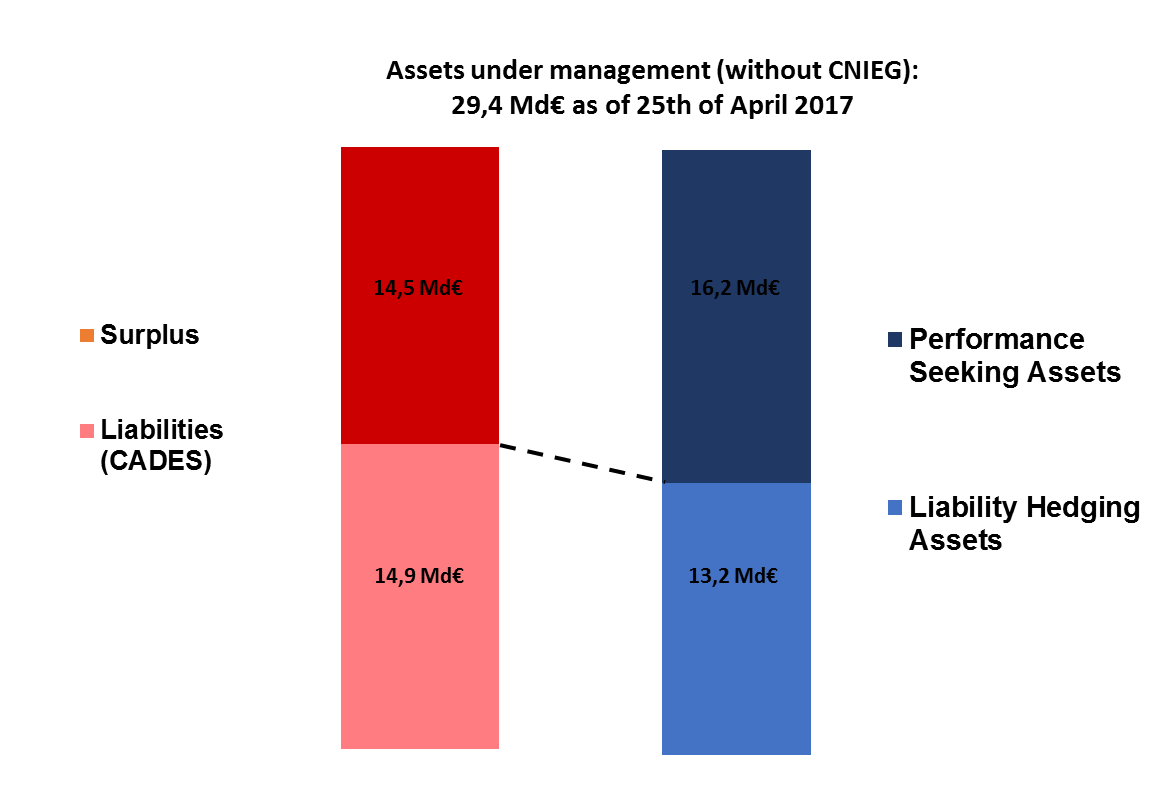 Assets under management (without CNIEG):
29,4 Md€ as of 25th of April 2017
14,5 Md€
16,2 Md€
Surplus
Performance
Seeking Assets
Liabilities
(CADES)
Liability Hedging
Assets
14,9 Md€
13,2 Md€